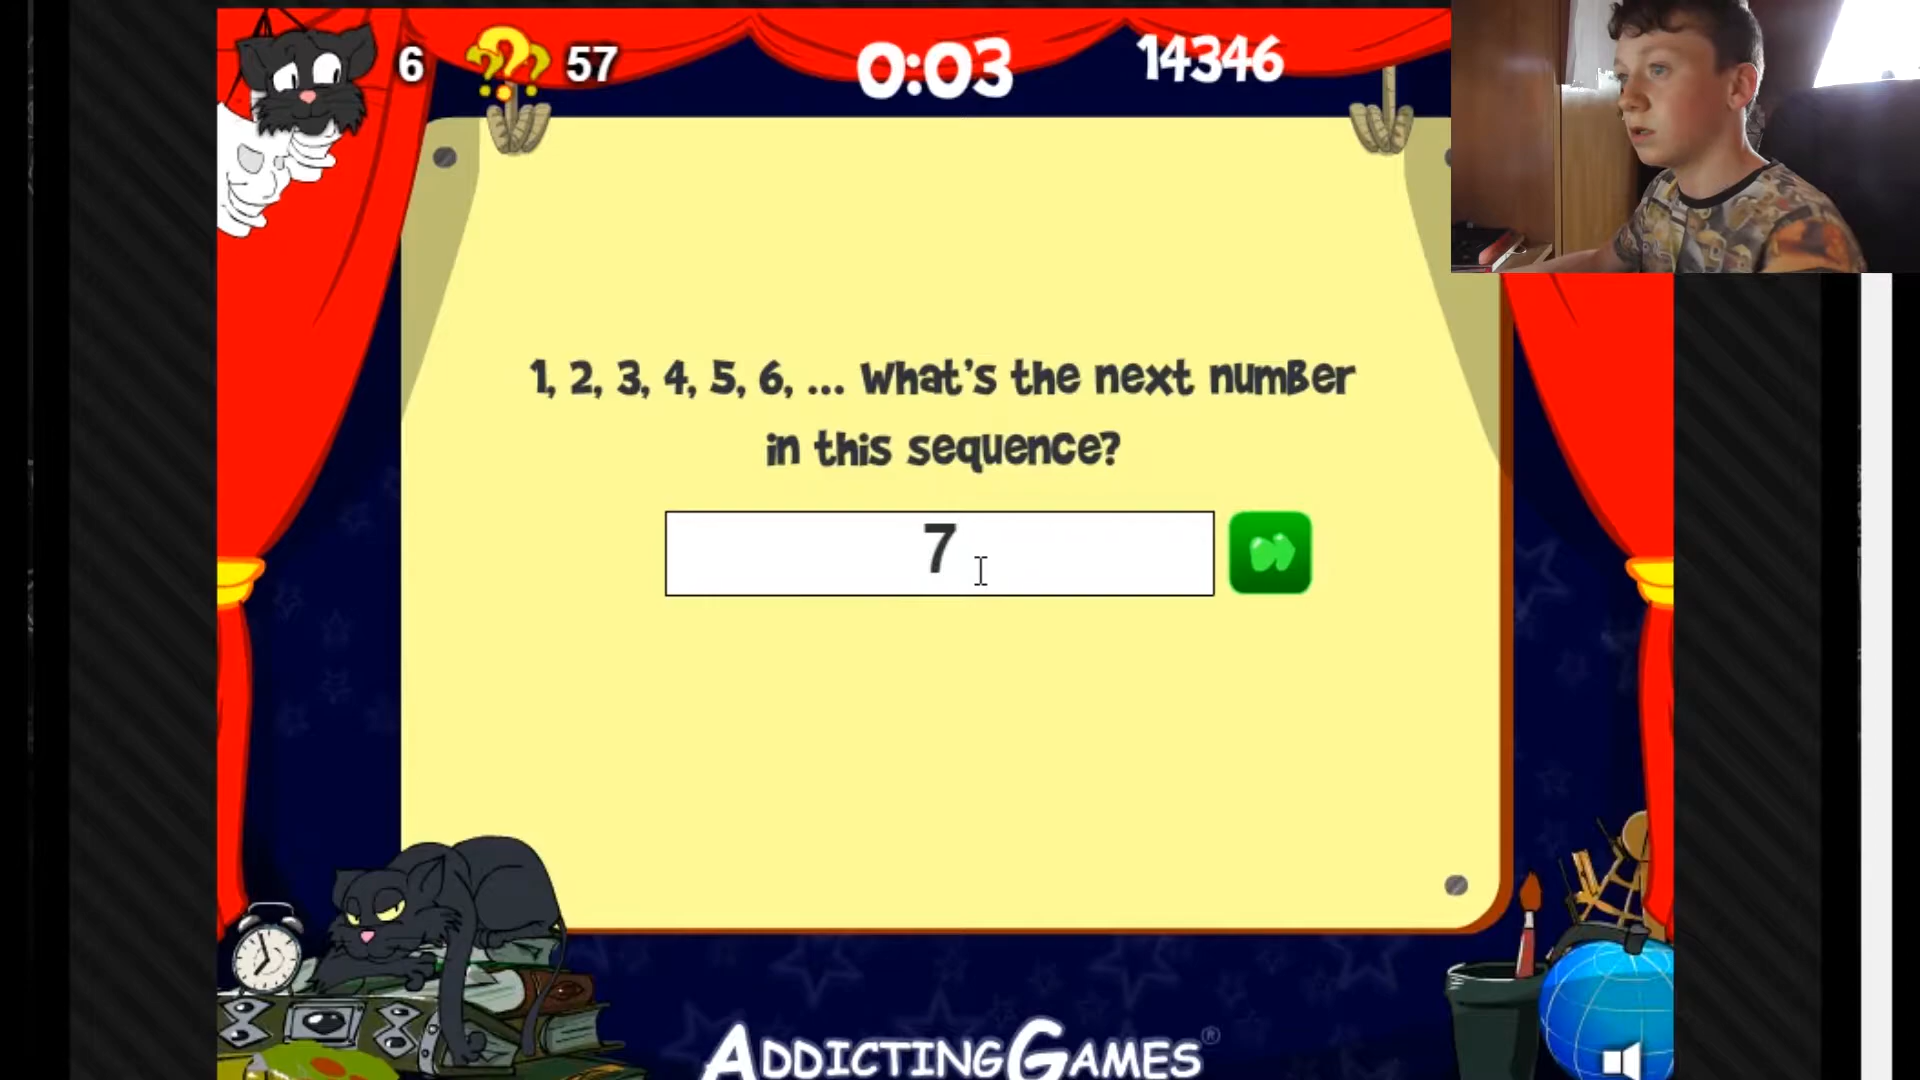 6 ??? 57 0:03 14346
1, 2, 3, 4, 5, 6, ... What's the next number
in this sequence?
7
ADDICTINGGAMES®